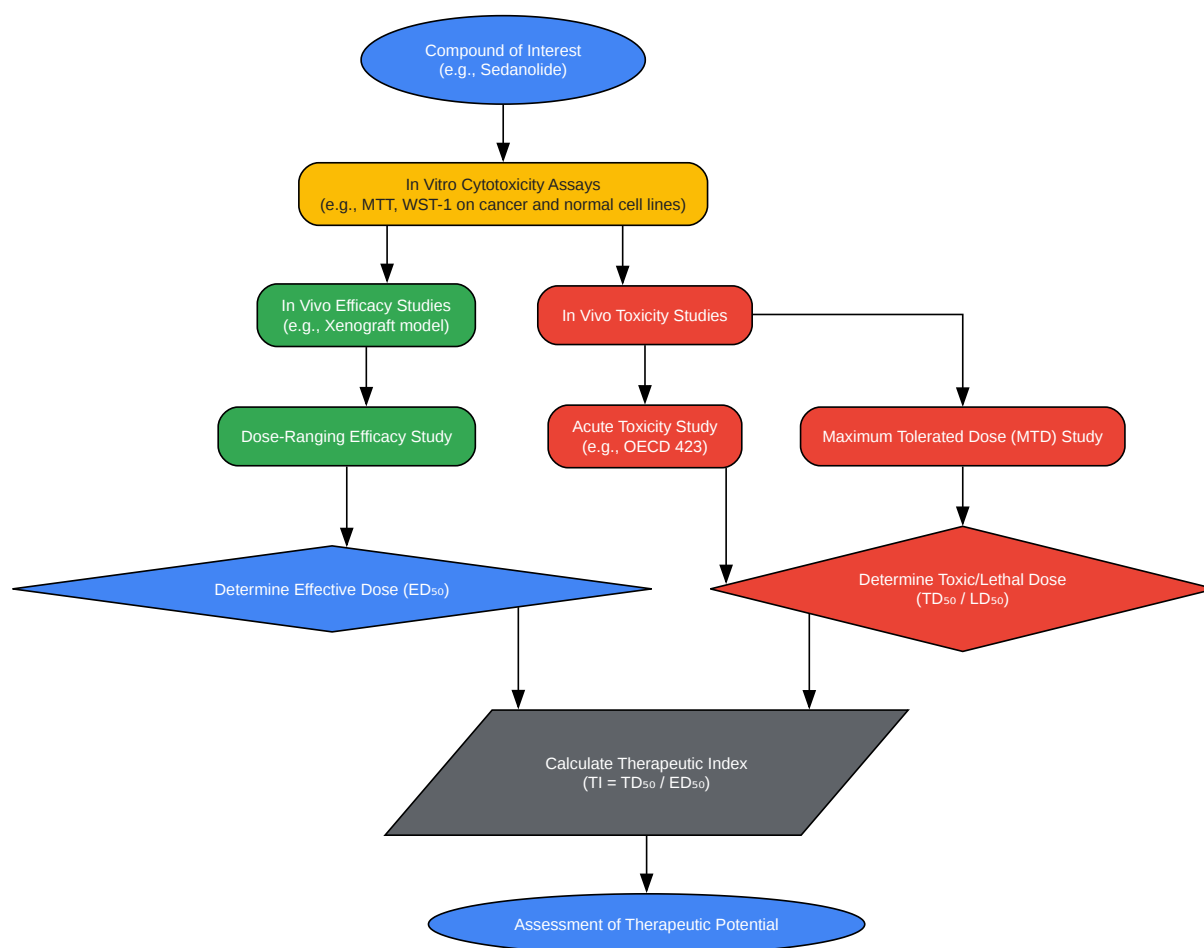 Compound of Interest
(e.g., Sedanolide)
In Vitro Cytotoxicity Assays
(e.g., MTT, WST-1 on cancer and normal cell lines)
In Vivo Efficacy Studies
(e.g., Xenograft model)
In Vivo Toxicity Studies
Dose-Ranging Efficacy Study
Acute Toxicity Study
(e.g., OECD 423)
Maximum Tolerated Dose (MTD) Study
Determine Effective Dose (ED₅₀)
Determine Toxic/Lethal Dose
(TD₅₀ / LD₅₀)
Calculate Therapeutic Index
(TI = TD₅₀ / ED₅₀)
Assessment of Therapeutic Potential